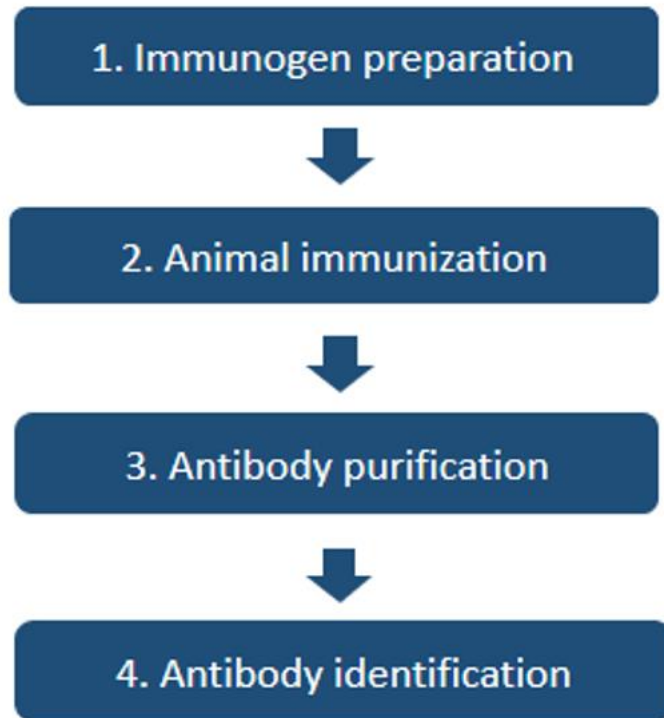 1. Immunogen preparation
2. Animal immunization
3. Antibody purification
4. Antibody identification